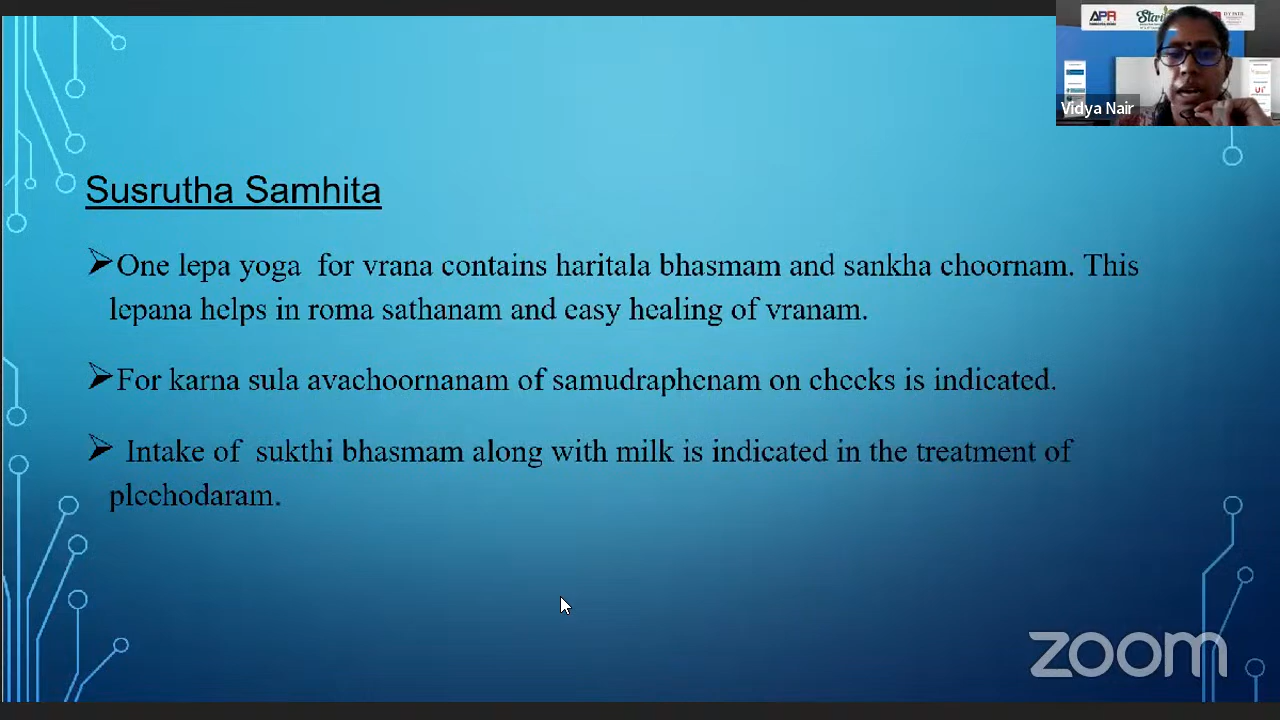 APR
Vidya Nair
Susrutha Samhita
➢One lepa yoga for vrana contains haritala bhasmam and sankha choornam. This
lepana helps in roma sathanam and easy healing of vranam.
➢For karna sula avachoornanam of samudraphenam on cheeks is indicated.
➢ Intake of sukthi bhasmam along with milk is indicated in the treatment of
pleehodaram.
zoom